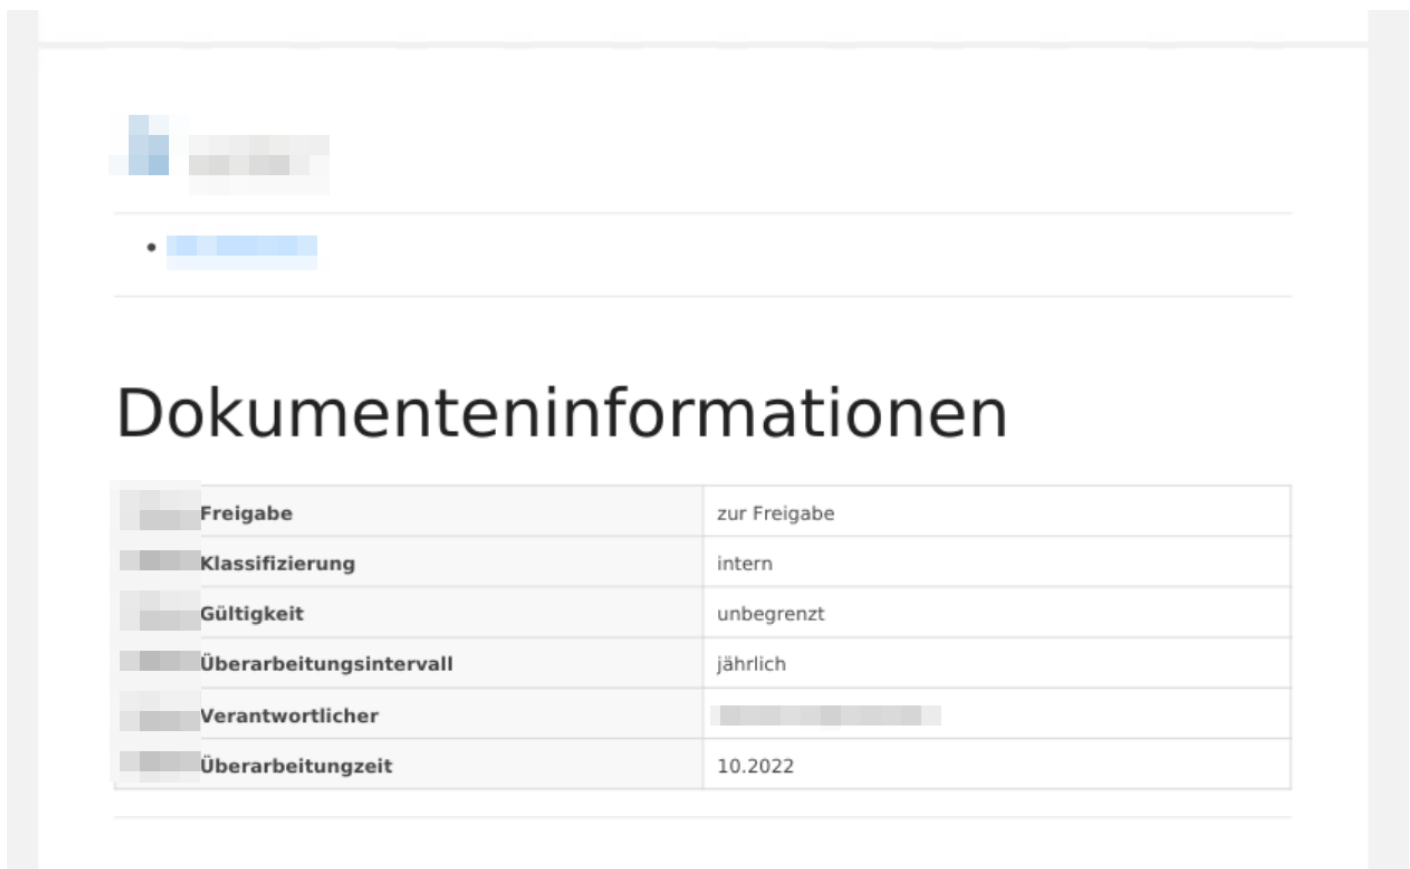 Dokumenteninformationen
Freigabe zur Freigabe
Klassifizierung intern
Gültigkeit unbegrenzt
Überarbeitungsintervall jährlich
Verantwortlicher
Überarbeitungzeit 10.2022